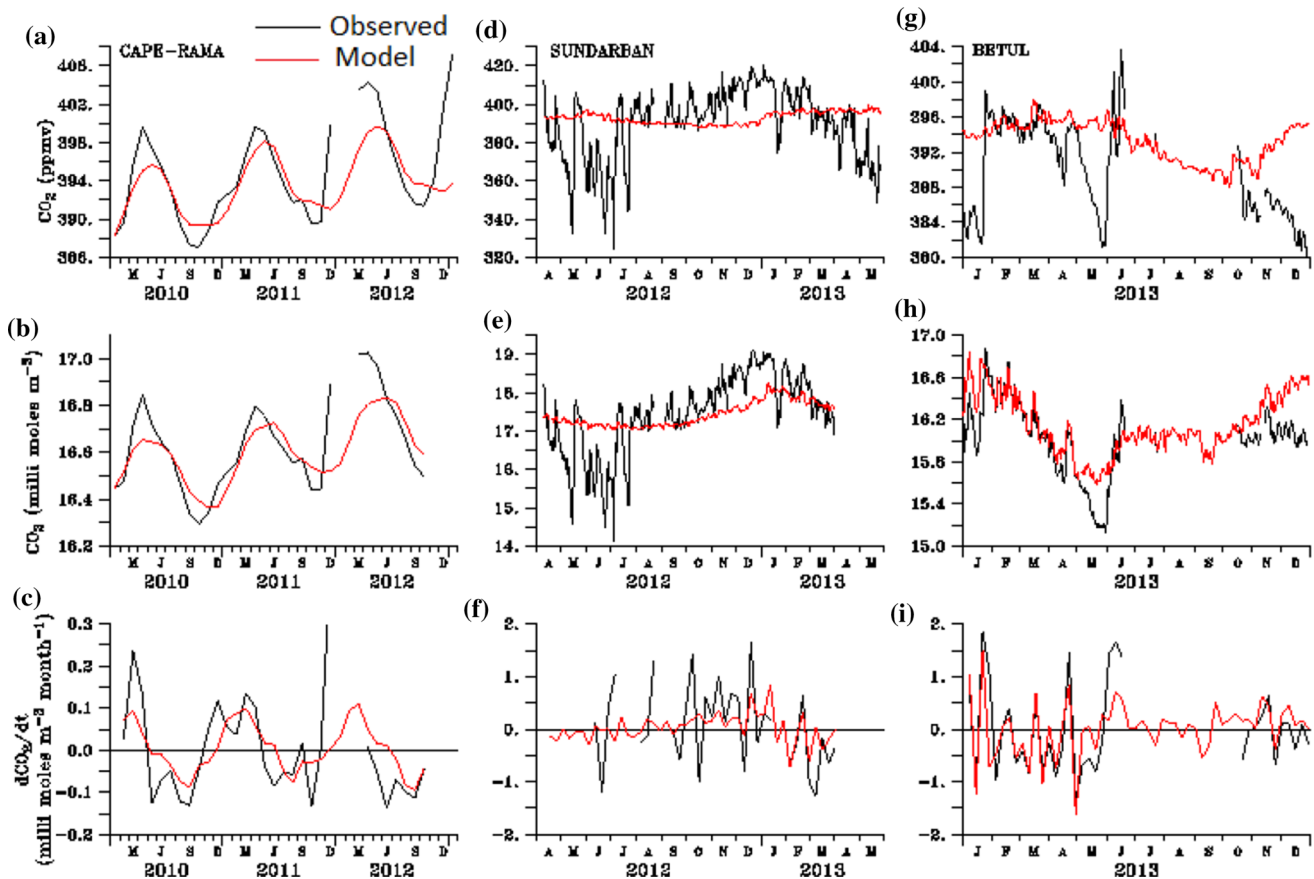 Observed
Model
(a)
CAPE-RAMA
CO₂ (ppmv)
406.
402.
398.
394.
390.
386.
M J S D M J S D M J S D
2010 2011 2012
(d)
SUNDARBAN
420.
400.
380.
360.
340.
320.
A M J J A S O N D J F M A M
2012 2013
(g)
BETUL
404.
400.
396.
392.
388.
384.
380.
J F M A M J J A S O N D
2013
(b)
CO₂ (milli moles m⁻³)
17.0
16.8
16.6
16.4
16.2
M J S D M J S D M J S D
2010 2011 2012
(e)
19.
18.
17.
16.
15.
14.
A M J J A S O N D J F M A M
2012 2013
(h)
17.0
16.6
16.2
15.8
15.4
15.0
J F M A M J J A S O N D
2013
(c)
dCO₂/dt
(milli moles m⁻³ month⁻¹)
0.3
0.2
0.1
0.0
-0.1
-0.2
M J S D M J S D M J S D
2010 2011 2012
(f)
2.
1.
0.
-1.
-2.
A M J J A S O N D J F M A M
2012 2013
(i)
2.
1.
0.
-1.
-2.
J F M A M J J A S O N D
2013